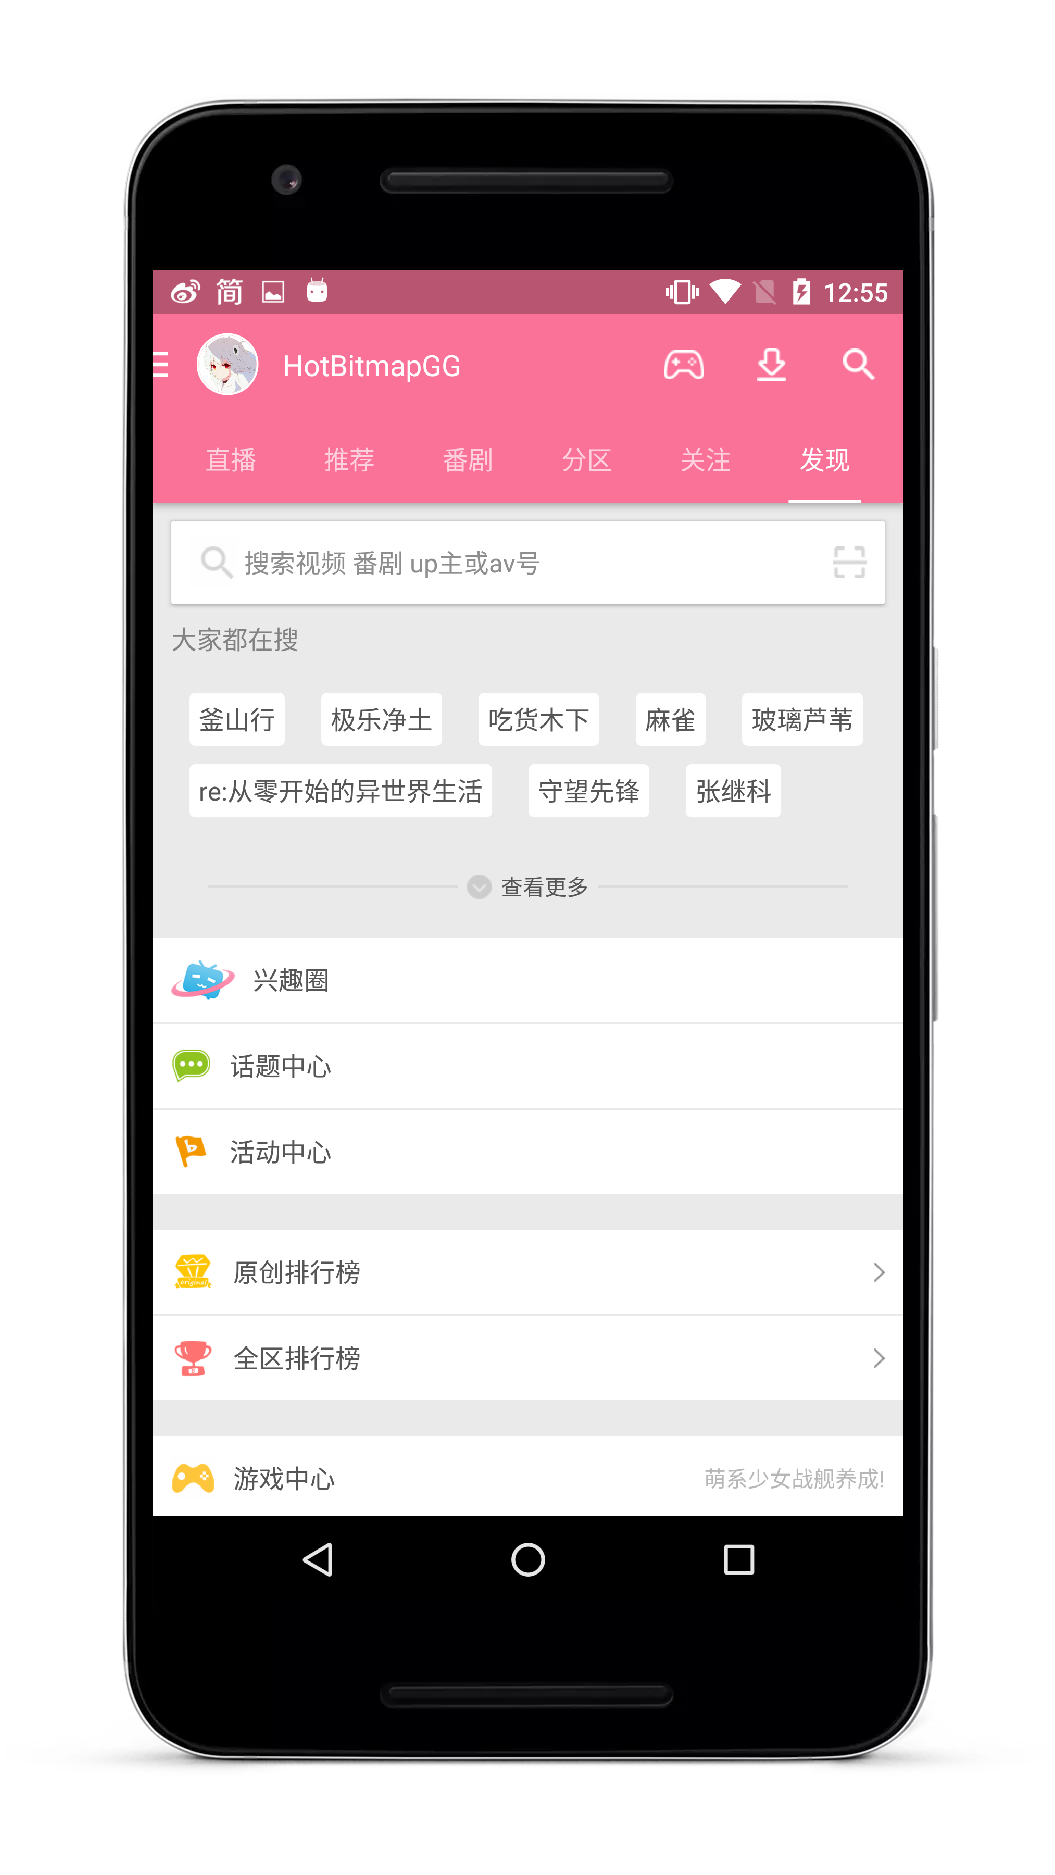 简 12:55
HotBitmapGG
直播 推荐 番剧 分区 关注 发现
搜索视频 番剧 up主或av号
大家都在搜
釜山行 极乐净土 吃货木下 麻雀 玻璃芦苇
re:从零开始的异世界生活 守望先锋 张继科
查看更多
兴趣圈
话题中心
活动中心
original
原创排行榜
全区排行榜
游戏中心 萌系少女战舰养成!